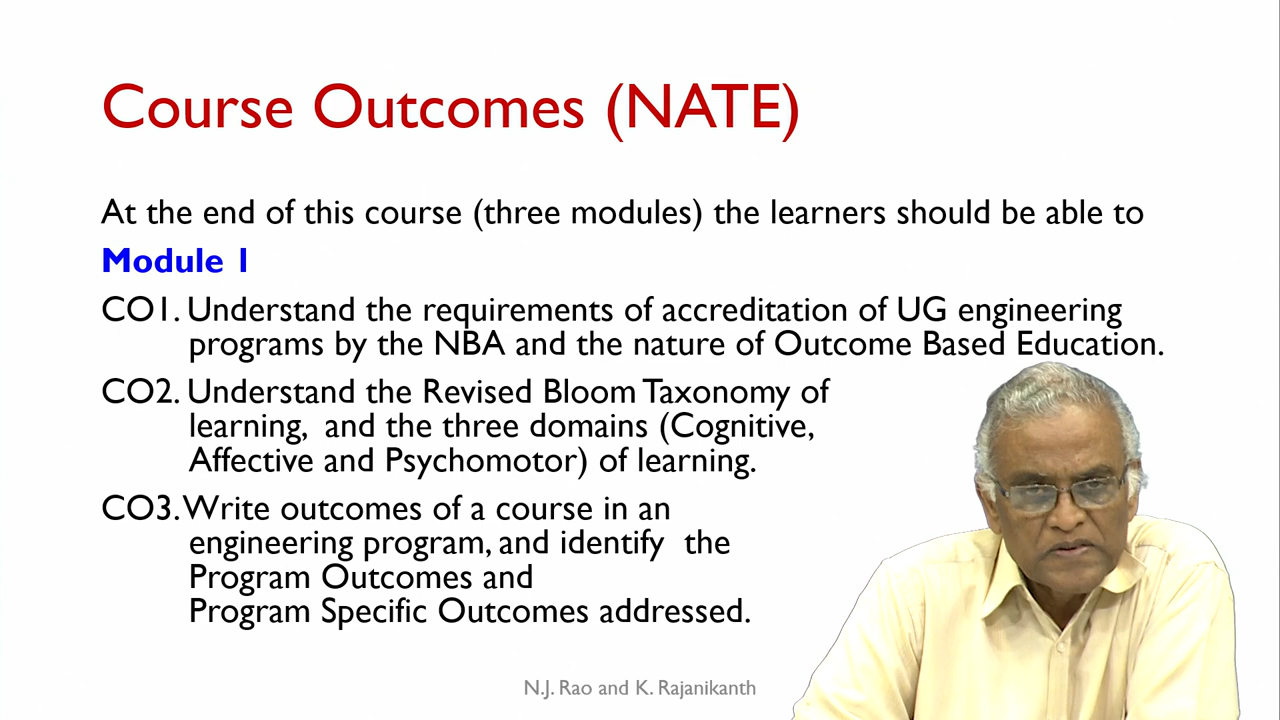 Course Outcomes (NATE)
At the end of this course (three modules) the learners should be able to
Module 1
CO1. Understand the requirements of accreditation of UG engineering
programs by the NBA and the nature of Outcome Based Education.
CO2. Understand the Revised Bloom Taxonomy of
learning, and the three domains (Cognitive,
Affective and Psychomotor) of learning.
CO3. Write outcomes of a course in an
engineering program, and identify the
Program Outcomes and
Program Specific Outcomes addressed.
N.J. Rao and K. Rajanikanth